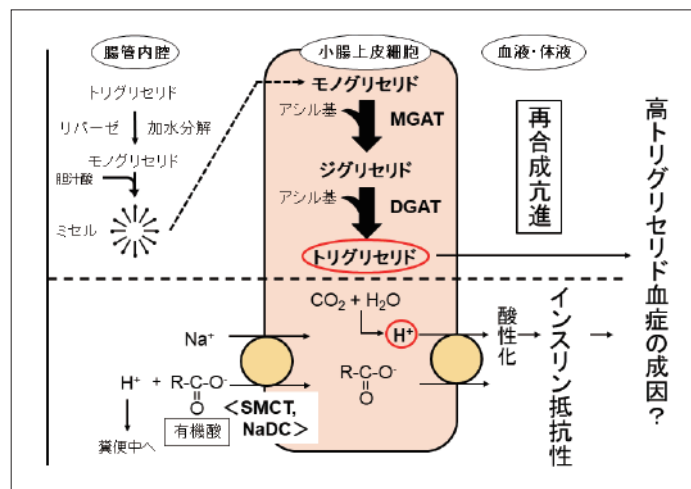 腸管内腔
小腸上皮細胞
血液・体液
トリグリセリド
リパーゼ
加水分解
モノグリセリド
胆汁酸
ミセル
モノグリセリド
アシル基
MGAT
ジグリセリド
アシル基
DGAT
トリグリセリド
再合成亢進
高トリグリセリド血症の成因?
CO₂ + H₂O
Na⁺
H⁺
酸性化
インスリン抵抗性
H⁺ + R-C-O⁻
O
R-C-O⁻
O
<SMCT,
NaDC>
有機酸
糞便中へ